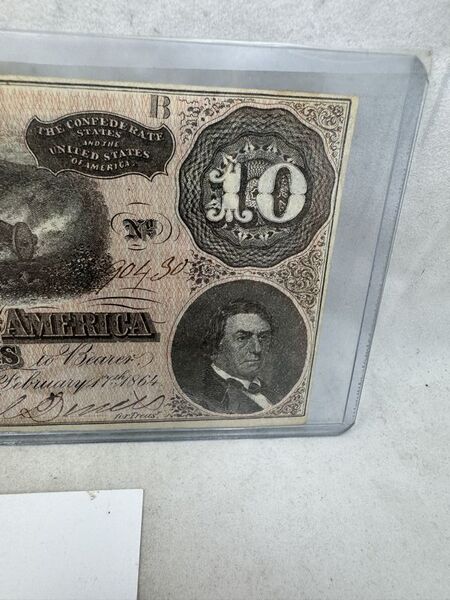 B
THE CONFEDERATE
STATES
AND THE
UNITED STATES
OF AMERICA.
10
Nº
90430
AMERICA
S to Bearer
February 17th 1864
for Treasr.